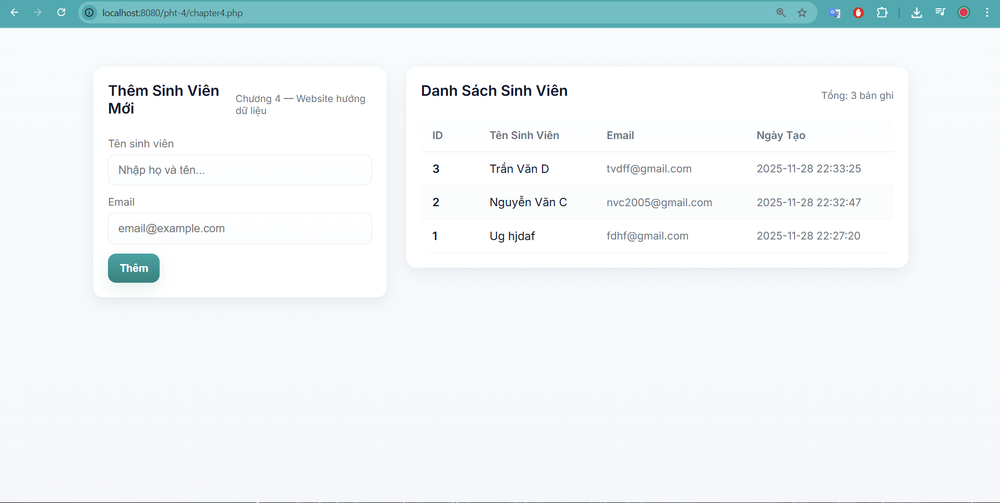 localhost:8080/pht-4/chapter4.php
Thêm Sinh Viên
Mới
Chương 4 — Website hướng
dữ liệu
Tên sinh viên
Nhập họ và tên...
Email
email@example.com
Thêm
Danh Sách Sinh Viên
Tổng: 3 bản ghi
ID Tên Sinh Viên Email Ngày Tạo
3 Trần Văn D tvdff@gmail.com 2025-11-28 22:33:25
2 Nguyễn Văn C nvc2005@gmail.com 2025-11-28 22:32:47
1 Ug hjdaf fdhf@gmail.com 2025-11-28 22:27:20